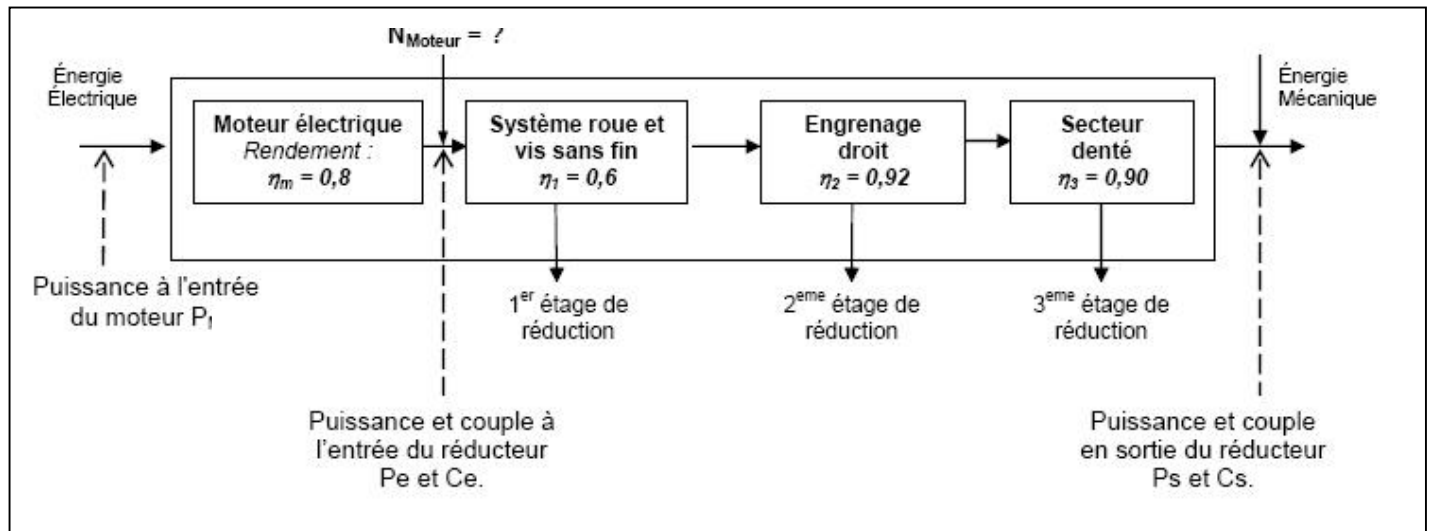 N_Moteur = ?
Énergie
Électrique
Énergie
Mécanique
Moteur électrique
Rendement :
η_m = 0,8
Système roue et
vis sans fin
η_1 = 0,6
Engrenage
droit
η_2 = 0,92
Secteur
denté
η_3 = 0,90
Puissance à l'entrée
du moteur P_f
1^er étage de
réduction
2^eme étage de
réduction
3^eme étage de
réduction
Puissance et couple à
l'entrée du réducteur
Pe et Ce.
Puissance et couple
en sortie du réducteur
Ps et Cs.